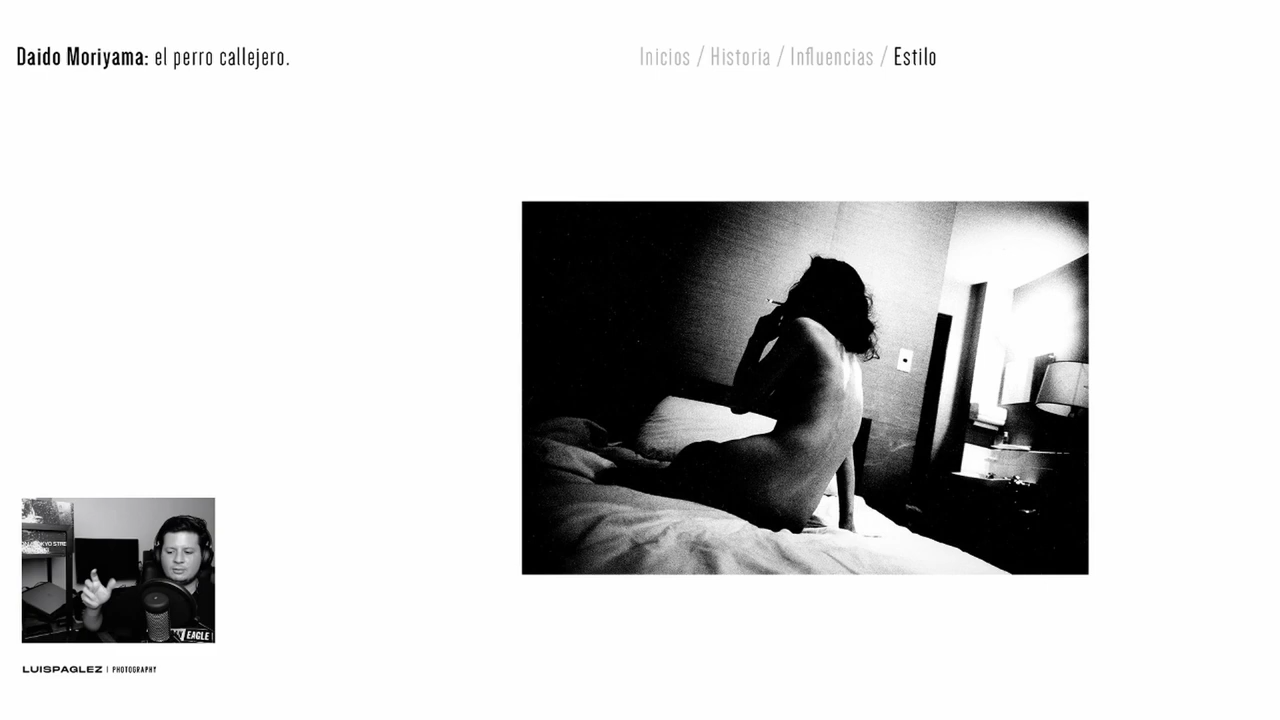 Daido Moriyama: el perro callejero.
Inicios / Historia / Influencias / Estilo
EAGLE
LUISPAGLEZ | PHOTOGRAPHY